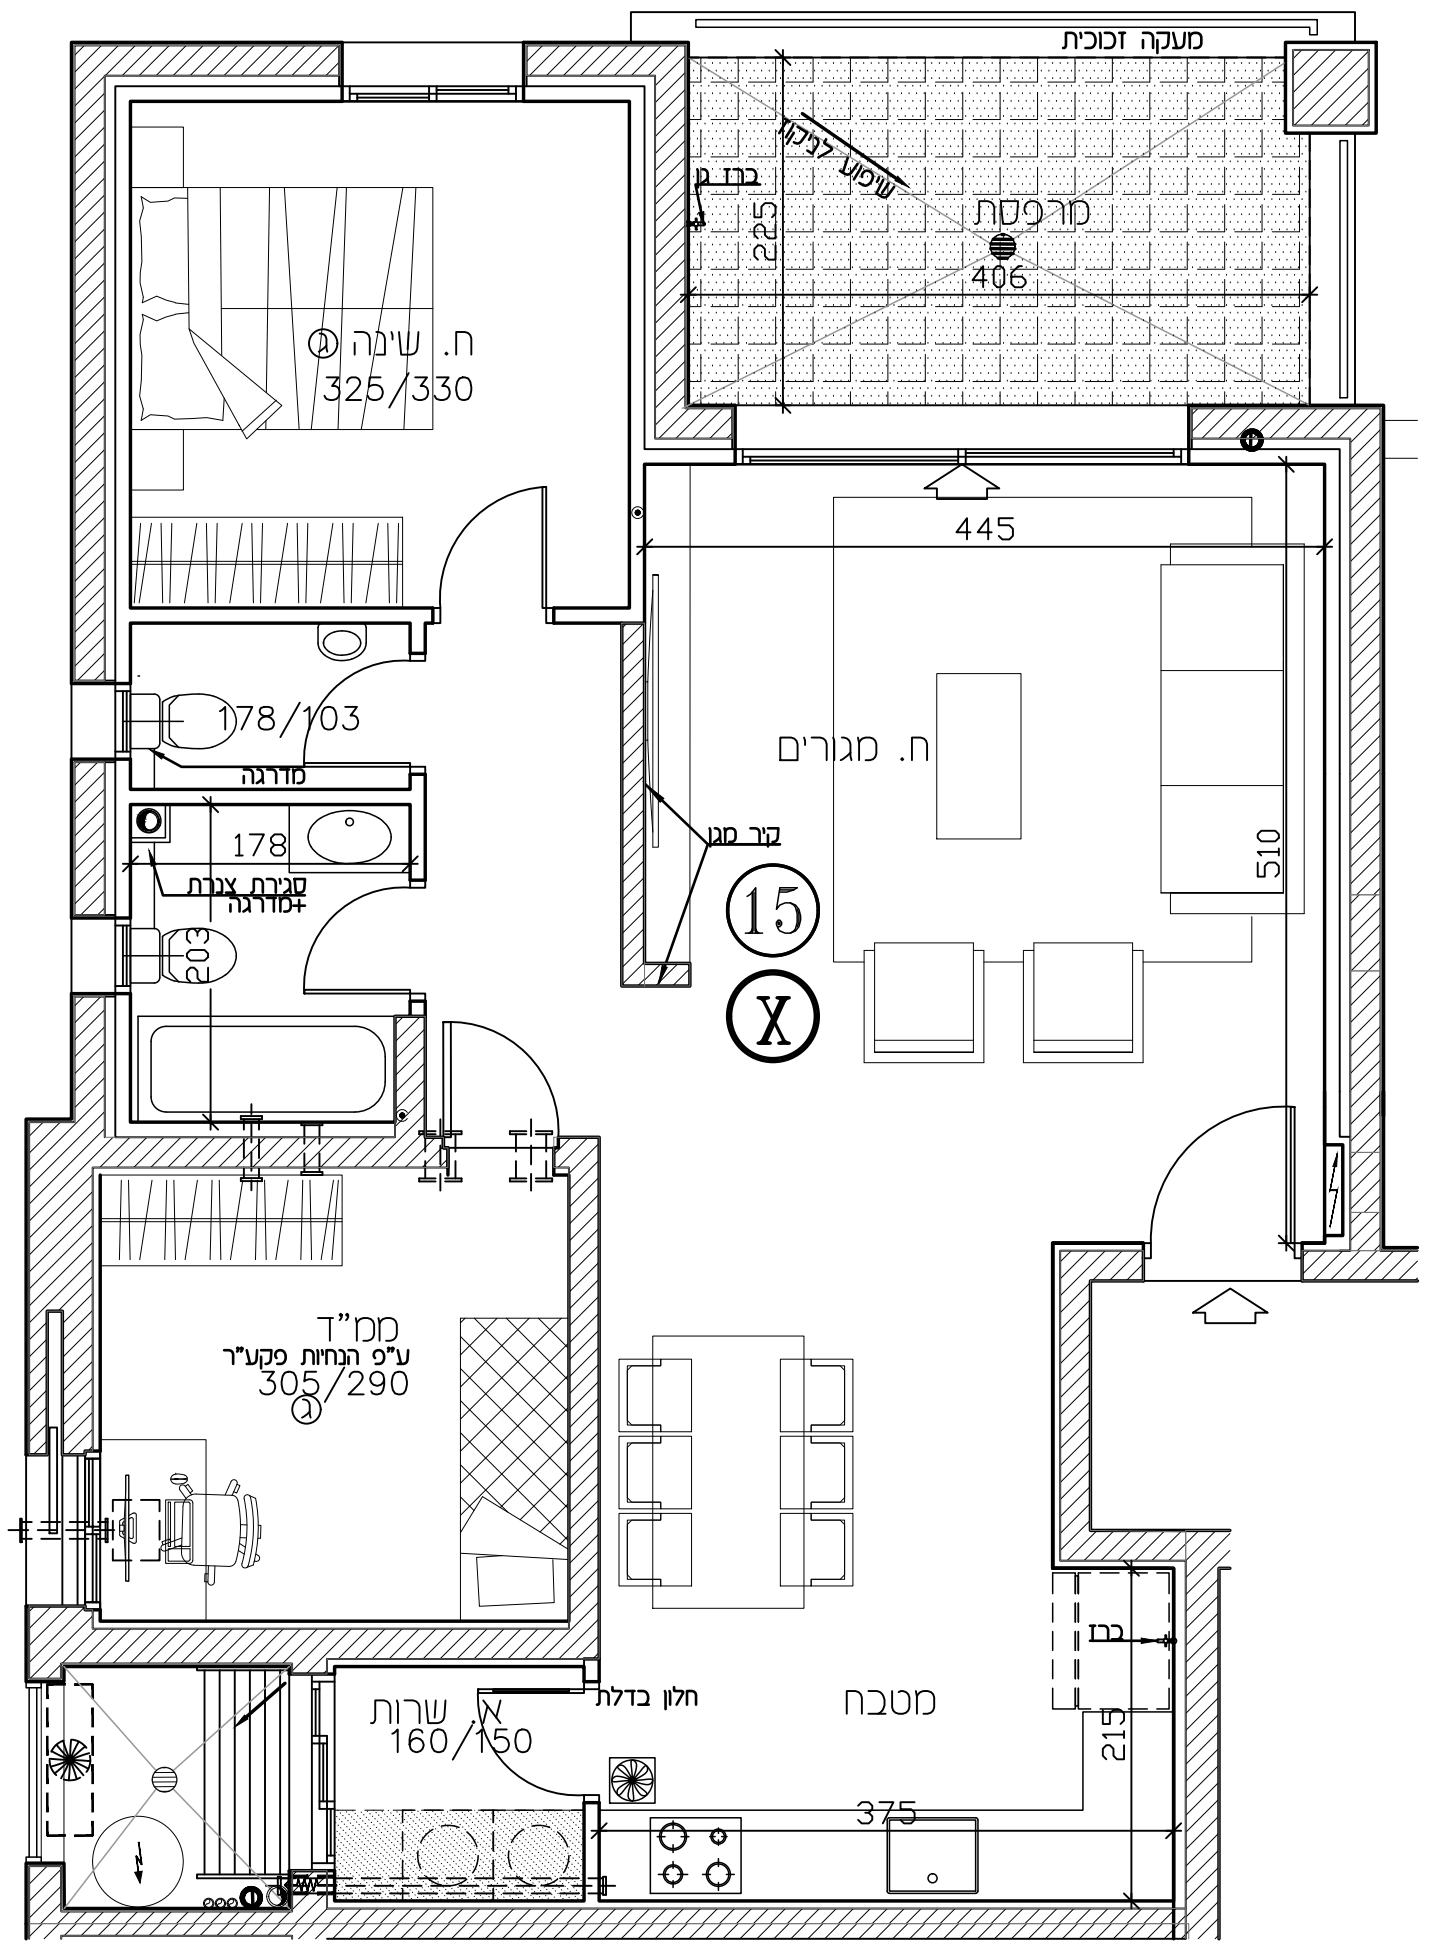 מעקה זכוכית
שיפוע לניקוז
ברז גן
מרפסת
225
406
ח. שינה ג
325/330
445
178/103
מדרגה
ח. מגורים
קיר מגן
510
178
סגירת צנרת
+מדרגה
203
15
X
ממ"ד
ע"פ הנחיות פקע"ר
305/290
ג
ברז
חלון בדלת
מטבח
א. שרות
160/150
215
375